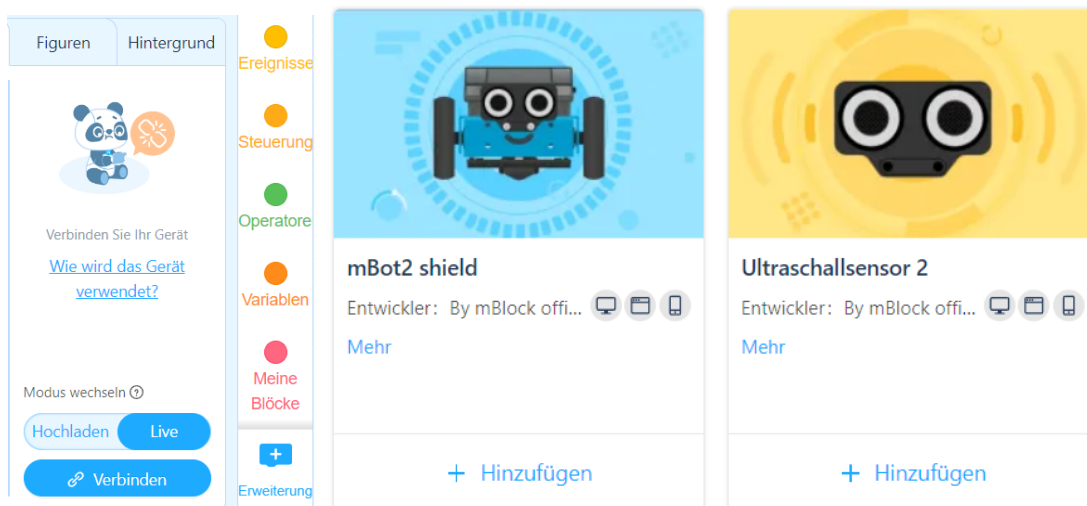 Figuren
Hintergrund
Verbinden Sie Ihr Gerät
Wie wird das Gerät
verwendet?
Modus wechseln
Hochladen
Live
Verbinden
Ereignisse
Steuerung
Operatore
Variablen
Meine
Blöcke
Erweiterung
mBot2 shield
Entwickler: By mBlock offi...
Mehr
+ Hinzufügen
Ultraschallsensor 2
Entwickler: By mBlock offi...
Mehr
+ Hinzufügen